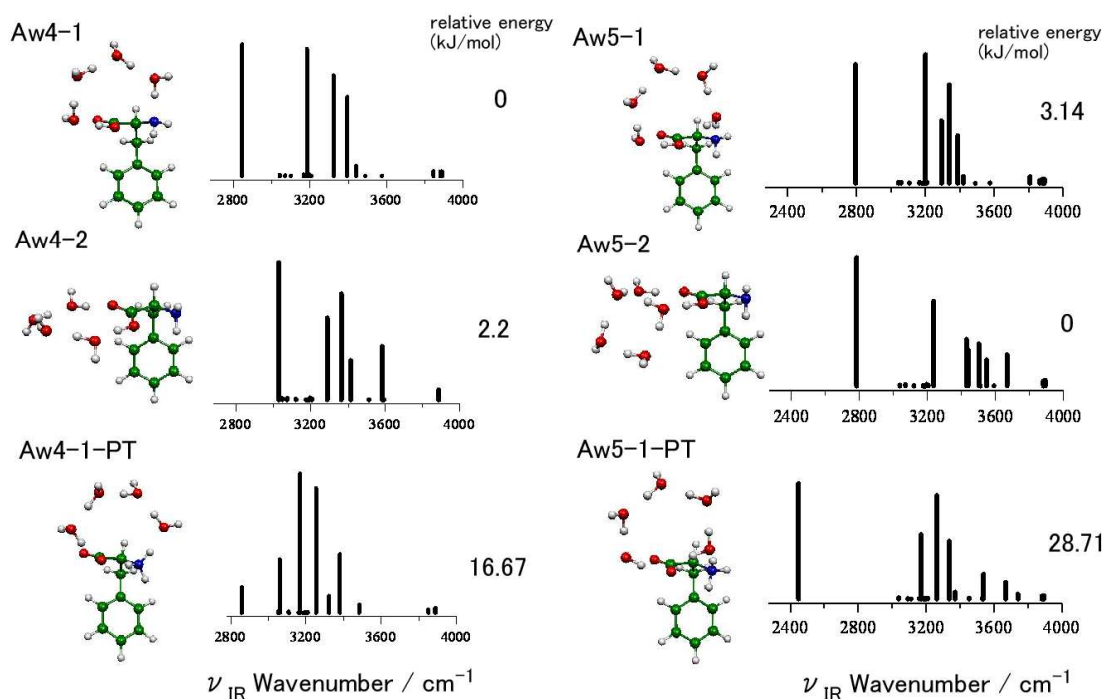 Aw4-1
relative energy
(kJ/mol)
0
2800 3200 3600 4000
Aw5-1
relative energy
(kJ/mol)
3.14
2400 2800 3200 3600 4000
Aw4-2
2.2
2800 3200 3600 4000
Aw5-2
0
2400 2800 3200 3600 4000
Aw4-1-PT
16.67
2800 3200 3600 4000
Aw5-1-PT
28.71
2400 2800 3200 3600 4000
ν IR Wavenumber / cm⁻¹
ν IR Wavenumber / cm⁻¹